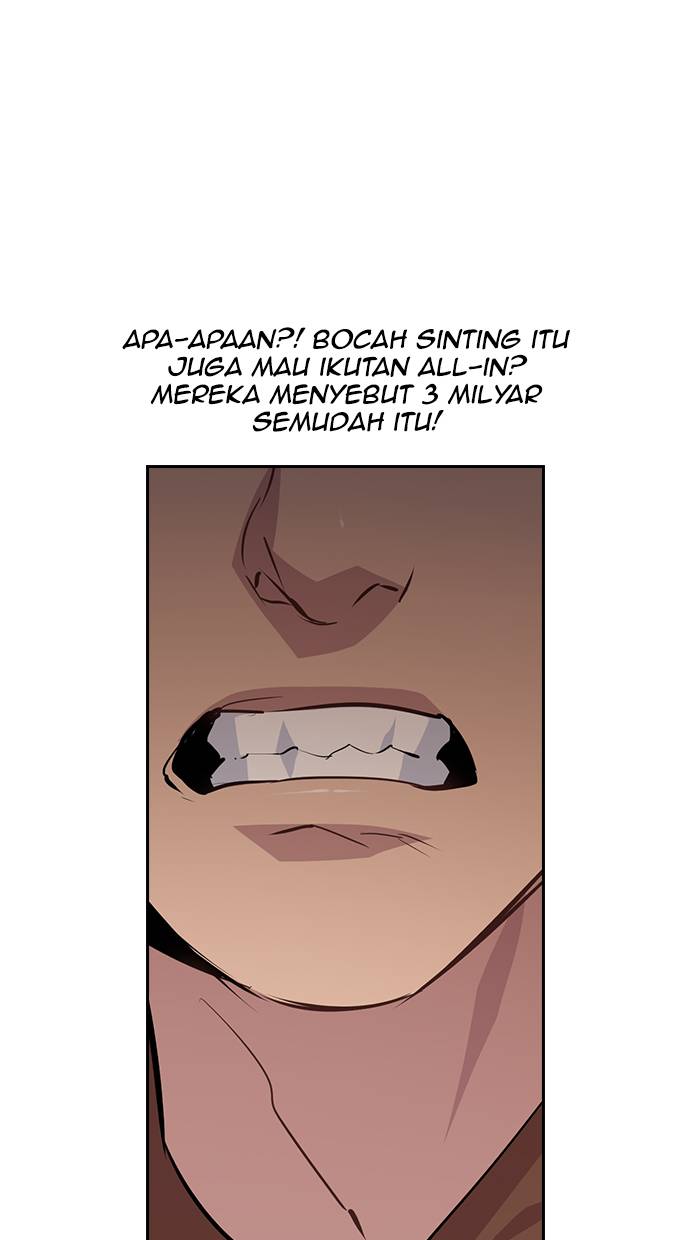 APA-APAAN?! BOCAH SINTING ITU
JUGA MAU IKUTAN ALL-IN?
MEREKA MENYEBUT 3 MILYAR
SEMUDAH ITU!